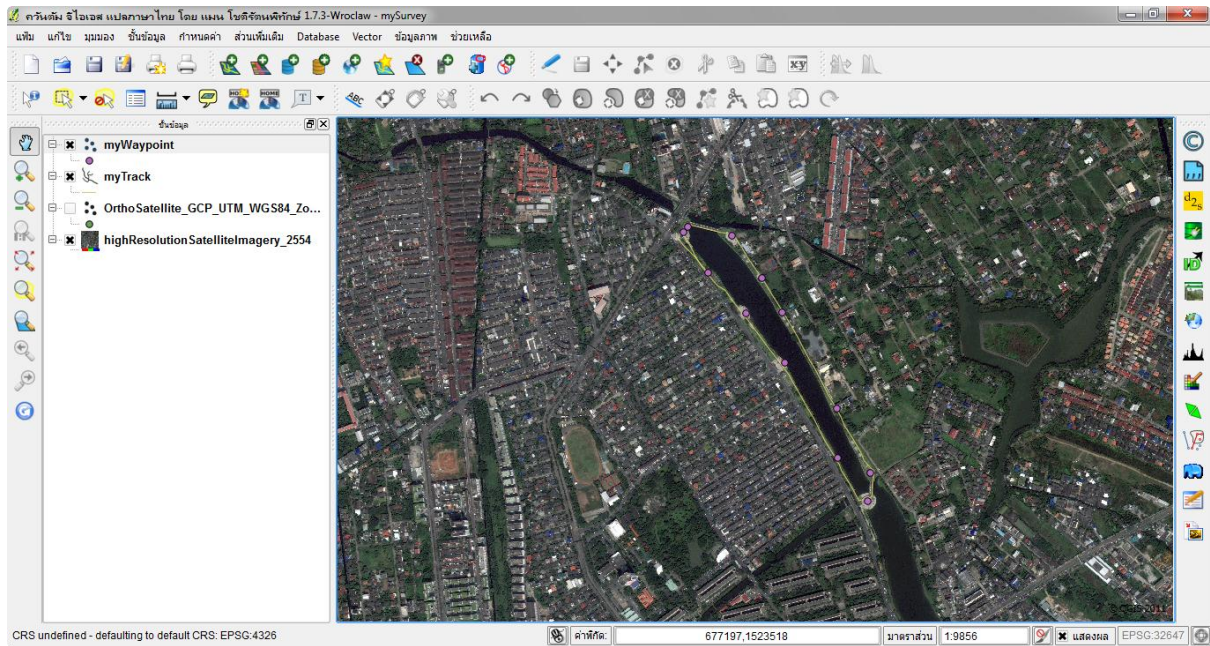 ควันตัม จิไอเอส แปลภาษาไทย โดย แมน โชติรัตนพิทักษ์ 1.7.3-Wroclaw - mySurvey
แฟ้ม แก้ไข มุมมอง ชั้นข้อมูล กำหนดค่า ส่วนเพิ่มเติม Database Vector ข้อมูลภาพ ช่วยเหลือ
ชั้นข้อมูล
myWaypoint
myTrack
OrthoSatellite_GCP_UTM_WGS84_Zo...
highResolutionSatelliteImagery_2554
CRS undefined - defaulting to default CRS: EPSG:4326
ค่าพิกัด: 677197,1523518 มาตราส่วน 1:9856 แสดงผล EPSG:32647